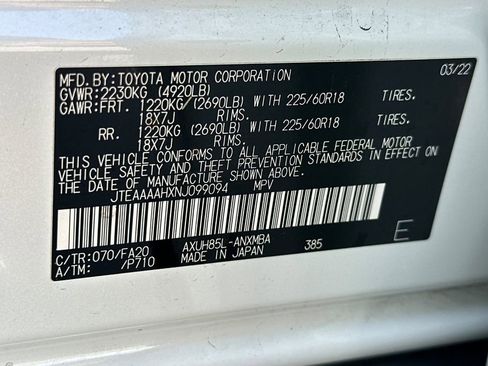 MFD.BY:TOYOTA MOTOR CORPORATION 03/22
GVWR:2230KG (4920LB)
GAWR:FRT. 1220KG (2690LB) WITH 225/60R18 TIRES.
18X7J RIMS.
RR. 1220KG (2690LB) WITH 225/60R18 TIRES.
18X7J RIMS.
THIS VEHICLE CONFORMS TO ALL APPLICABLE FEDERAL MOTOR
VEHICLE SAFETY AND THEFT PREVENTION STANDARDS IN EFFECT ON
THE DATE OF MANUFACTURE SHOWN ABOVE.
JTEAAAAHXNJ099094 MPV
C/TR:070/FA20 AXUH85L-ANXMBA 385 E
A/TM: /P710 MADE IN JAPAN